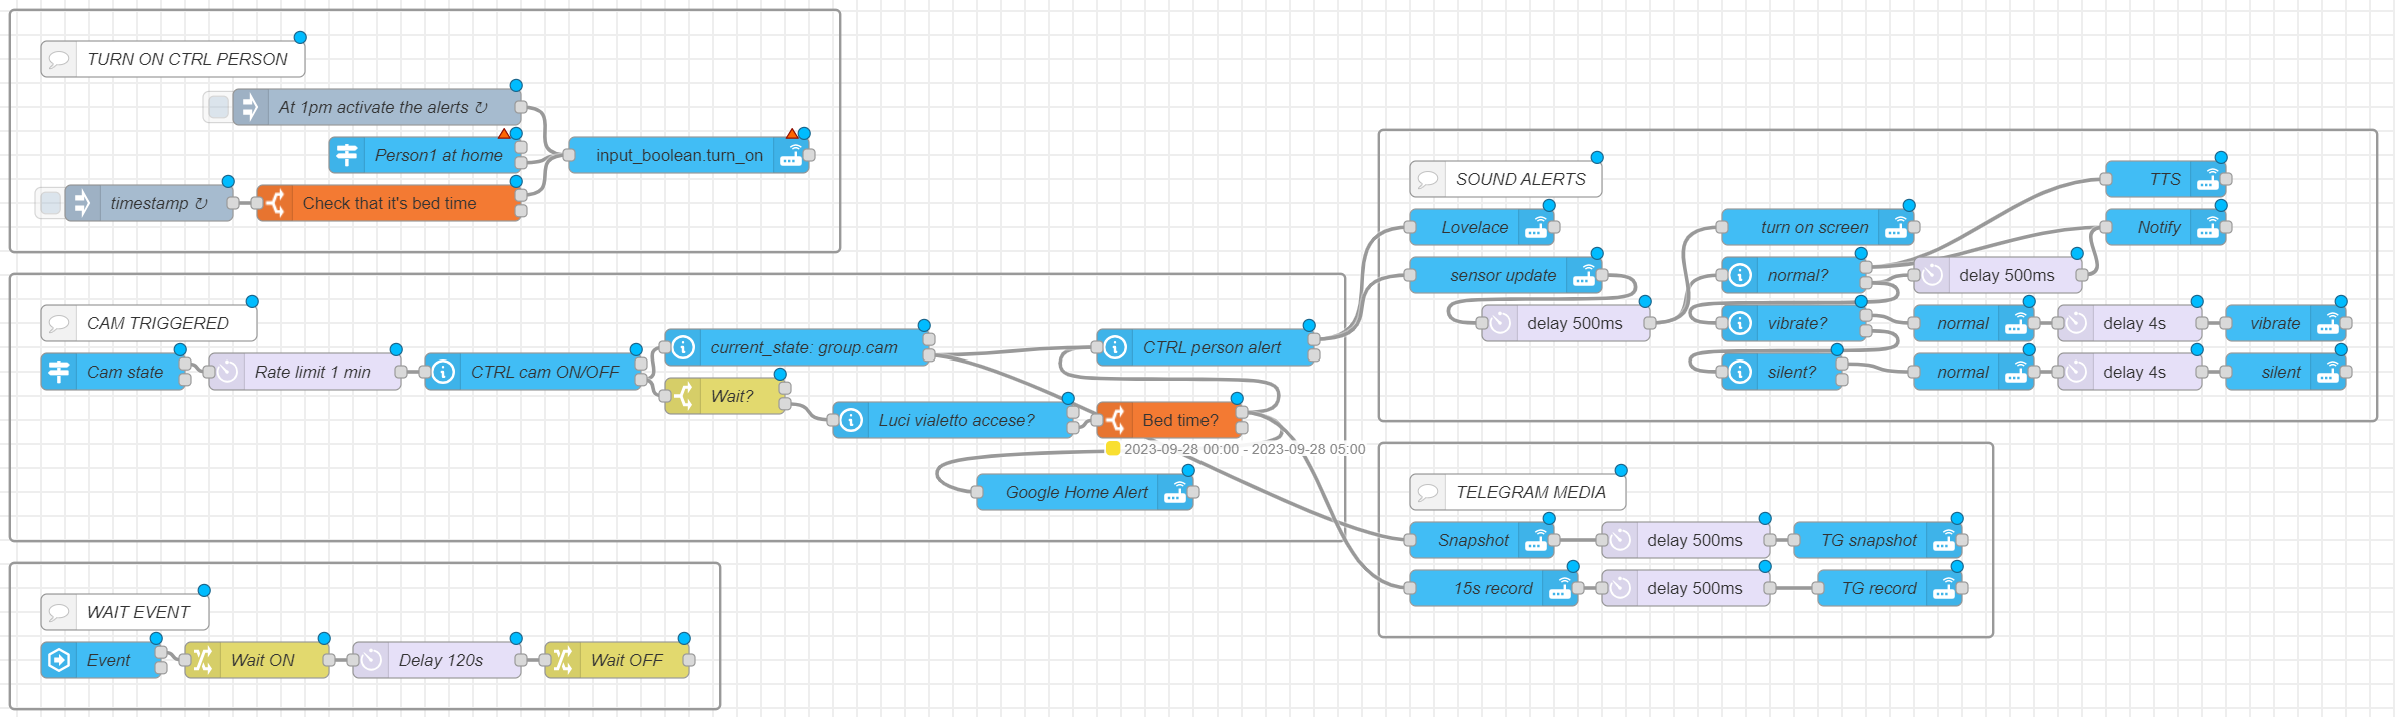 TURN ON CTRL PERSON
At 1pm activate the alerts ↻
Person1 at home
input_boolean.turn_on
timestamp ↻
Check that it's bed time
CAM TRIGGERED
Cam state
Rate limit 1 min
CTRL cam ON/OFF
current_state: group.cam
Wait?
Luci vialetto accese?
CTRL person alert
Bed time?
2023-09-28 00:00 - 2023-09-28 05:00
Google Home Alert
WAIT EVENT
Event
Wait ON
Delay 120s
Wait OFF
SOUND ALERTS
Lovelace
sensor update
delay 500ms
turn on screen
normal?
vibrate?
silent?
TTS
Notify
delay 500ms
normal
delay 4s
vibrate
normal
delay 4s
silent
TELEGRAM MEDIA
Snapshot
delay 500ms
TG snapshot
15s record
delay 500ms
TG record